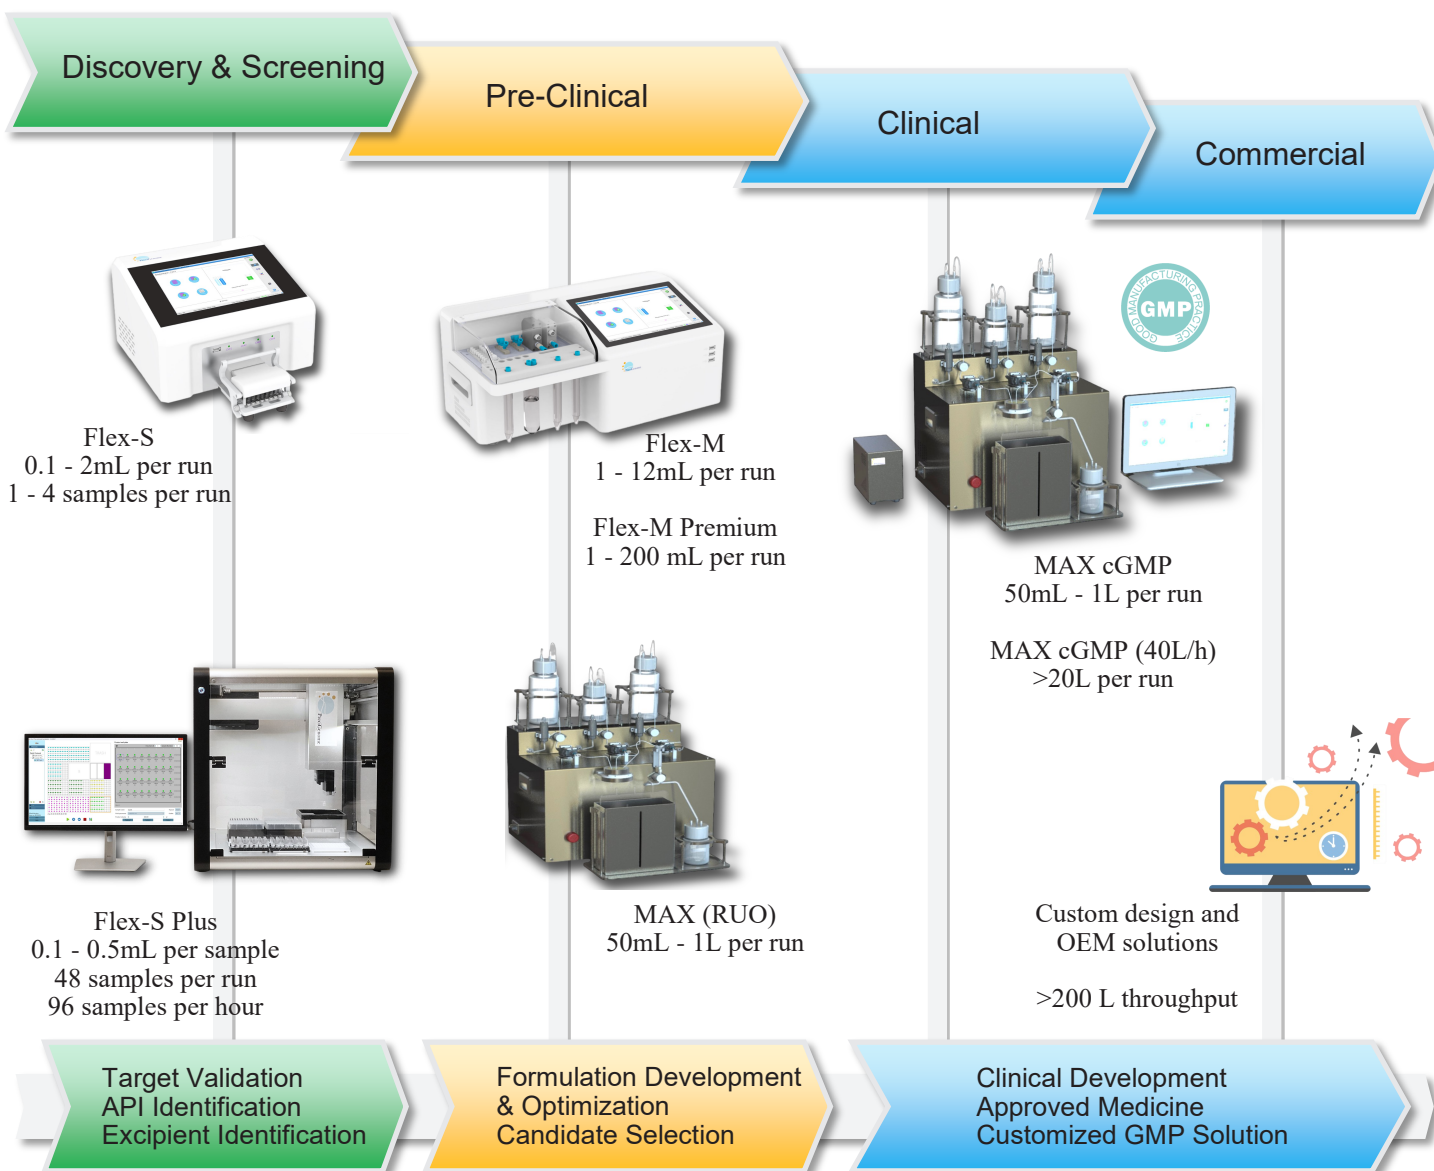 Discovery & Screening
Pre-Clinical
Clinical
Commercial
GOOD MANUFACTURING PRACTICE
GMP
Flex-S
0.1 - 2mL per run
1 - 4 samples per run
Flex-M
1 - 12mL per run
Flex-M Premium
1 - 200 mL per run
MAX cGMP
50mL - 1L per run
MAX cGMP (40L/h)
>20L per run
Flex-S Plus
0.1 - 0.5mL per sample
48 samples per run
96 samples per hour
MAX (RUO)
50mL - 1L per run
Custom design and
OEM solutions
>200 L throughput
Target Validation
API Identification
Excipient Identification
Formulation Development
& Optimization
Candidate Selection
Clinical Development
Approved Medicine
Customized GMP Solution